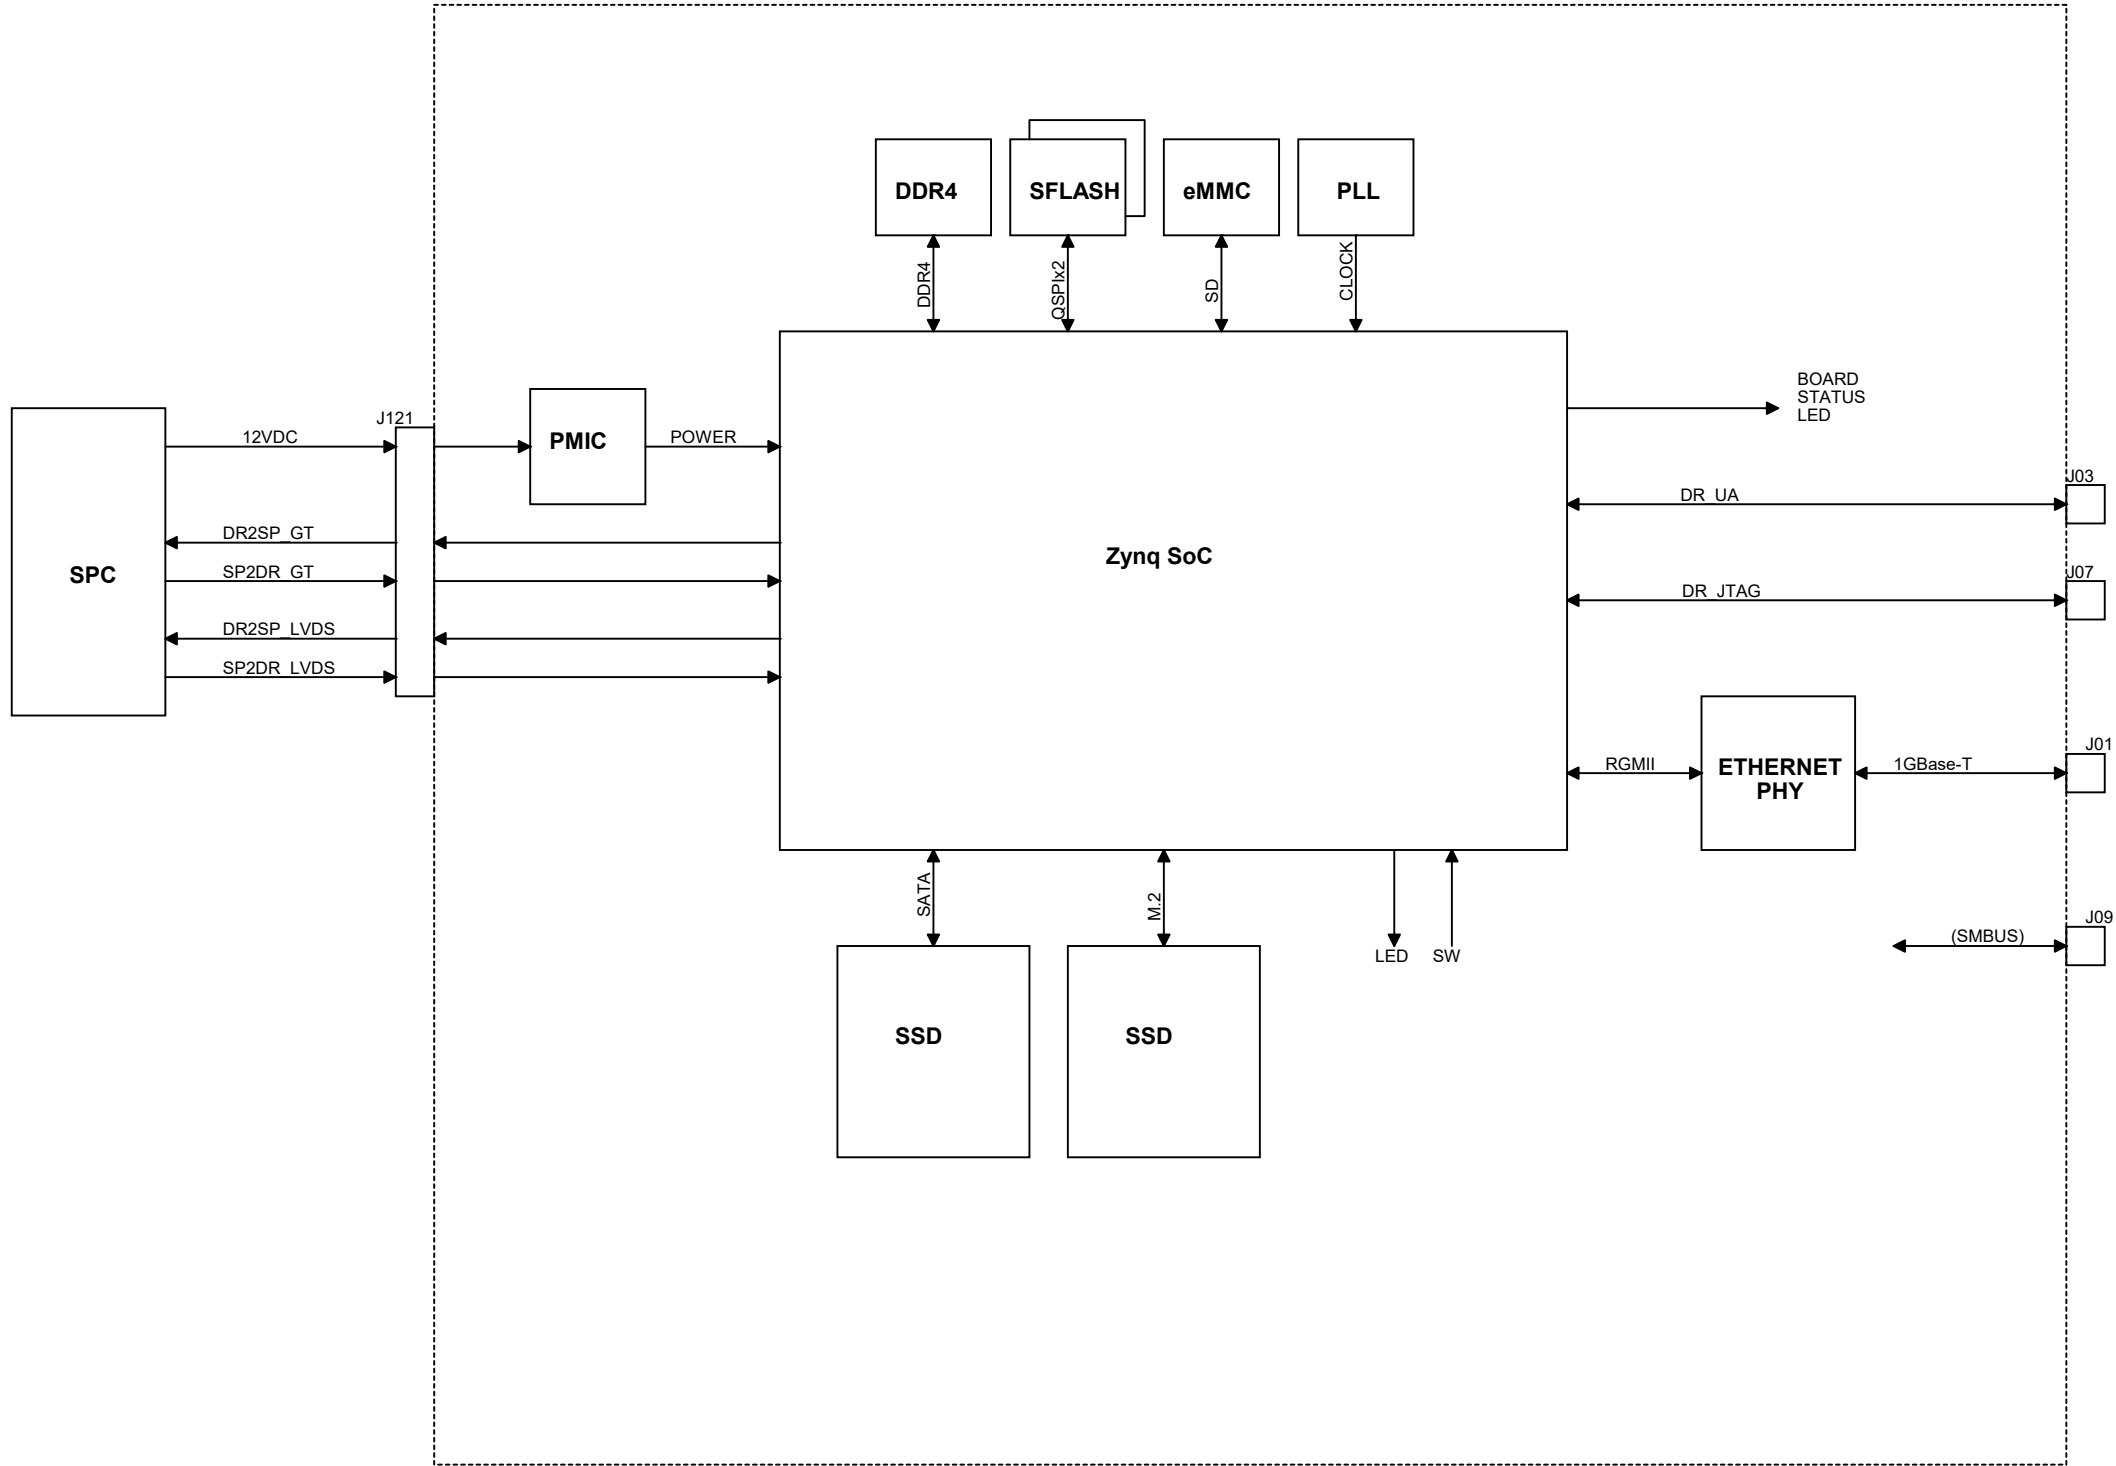 DDR4
SFLASH
eMMC
PLL
DDR4
QSPIx2
SD
CLOCK
BOARD
STATUS
LED
J121
12VDC
PMIC
POWER
DR_UA
J03
DR2SP_GT
SP2DR_GT
SPC
Zynq SoC
DR_JTAG
J07
DR2SP_LVDS
SP2DR_LVDS
RGMII
ETHERNET
PHY
1GBase-T
J01
SATA
M.2
LED
SW
(SMBUS)
J09
SSD
SSD